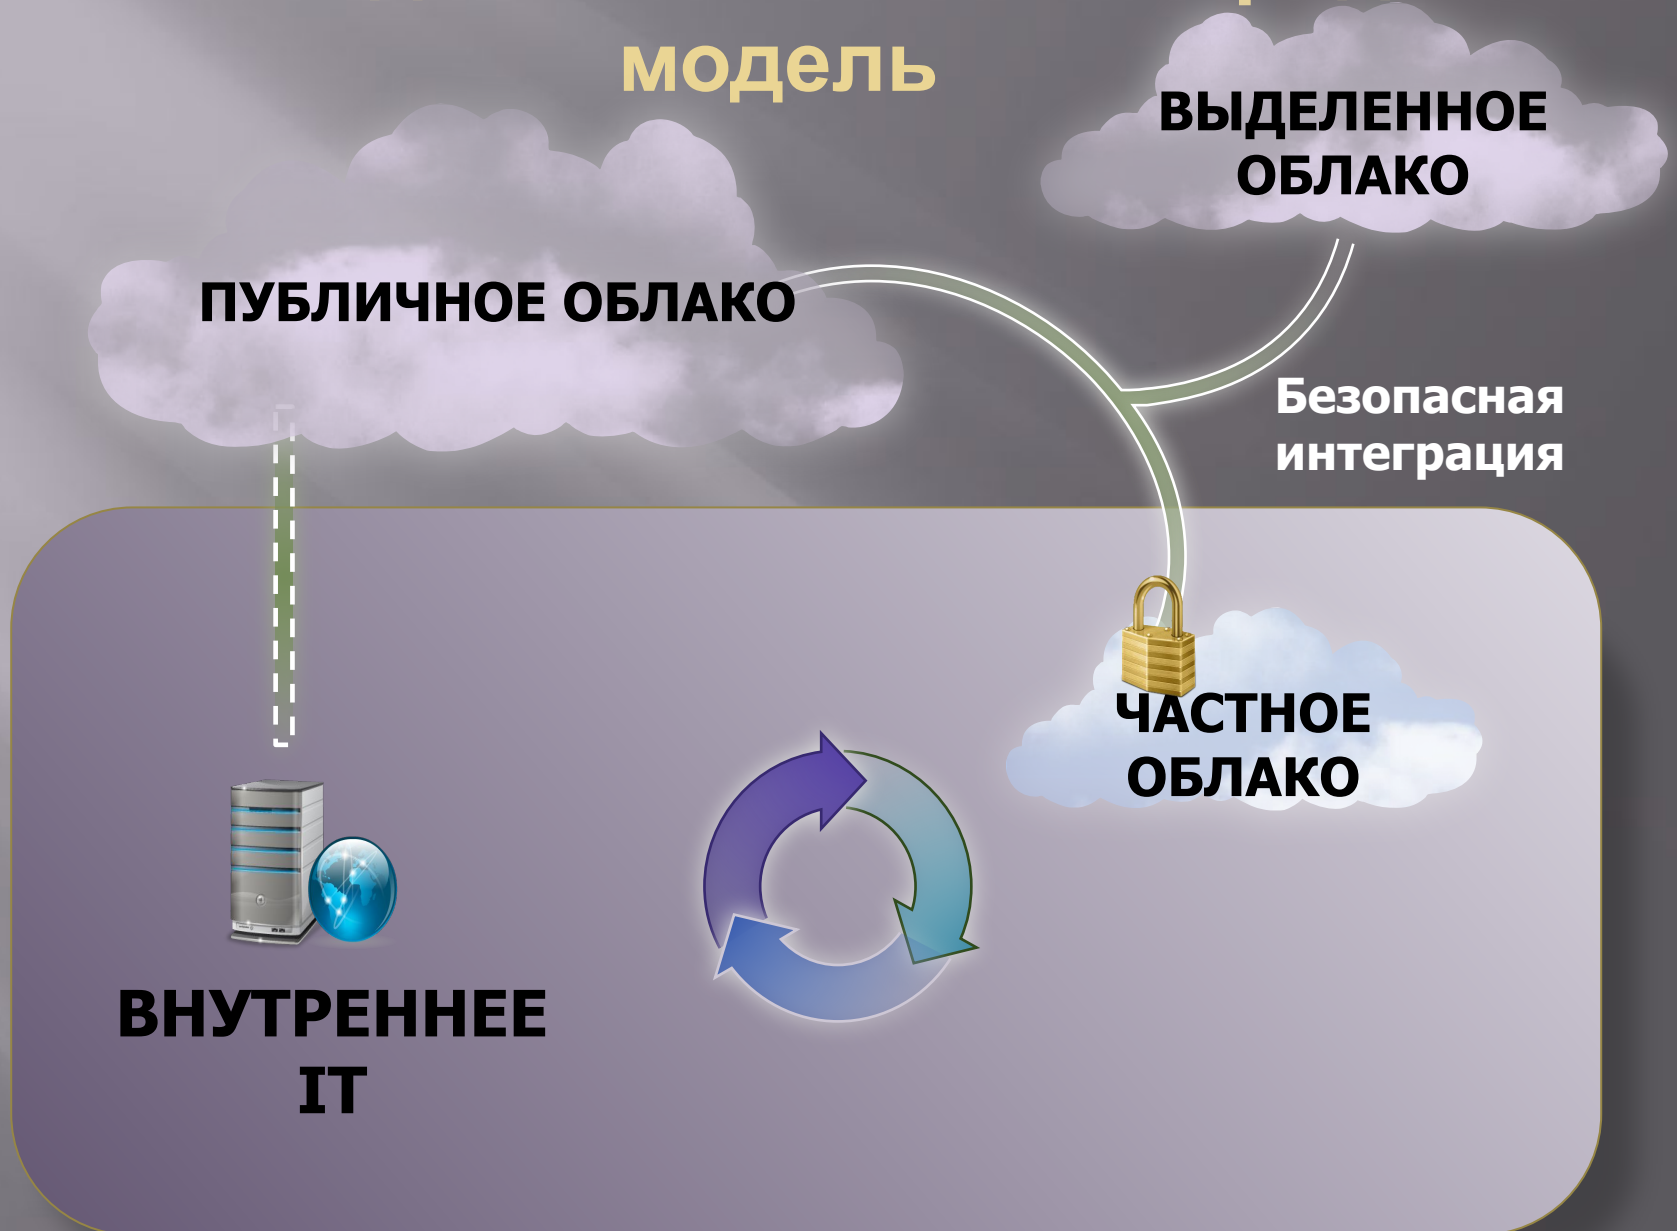 модель
ВЫДЕЛЕННОЕ
ОБЛАКО
ПУБЛИЧНОЕ ОБЛАКО
Безопасная
интеграция
ЧАСТНОЕ
ОБЛАКО
ВНУТРЕННЕЕ
IT